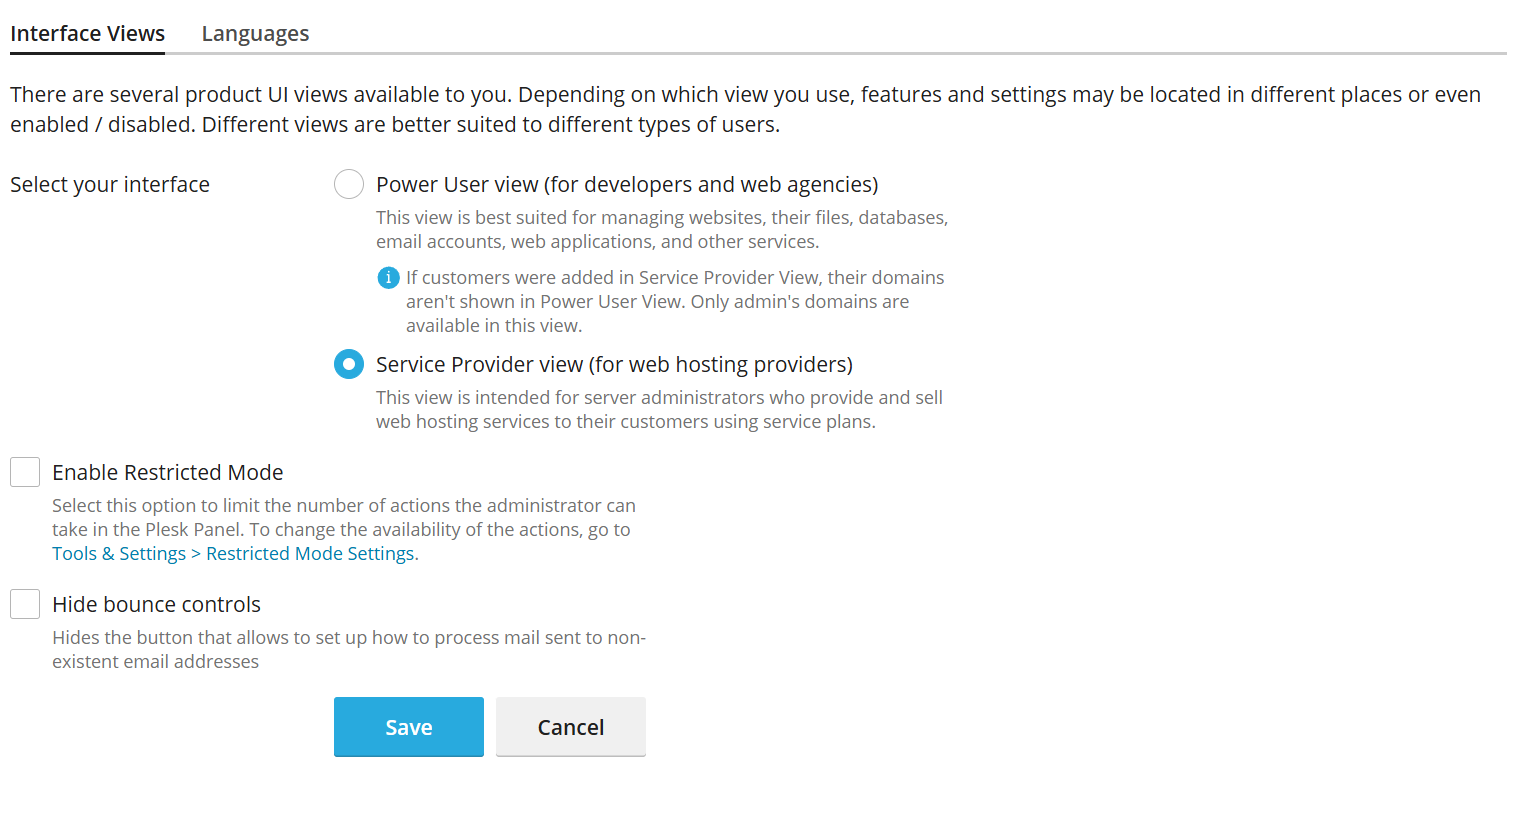 Interface Views
Languages
There are several product UI views available to you. Depending on which view you use, features and settings may be located in different places or even
enabled / disabled. Different views are better suited to different types of users.
Select your interface
Power User view (for developers and web agencies)
This view is best suited for managing websites, their files, databases,
email accounts, web applications, and other services.
i If customers were added in Service Provider View, their domains
aren't shown in Power User View. Only admin's domains are
available in this view.
Service Provider view (for web hosting providers)
This view is intended for server administrators who provide and sell
web hosting services to their customers using service plans.
Enable Restricted Mode
Select this option to limit the number of actions the administrator can
take in the Plesk Panel. To change the availability of the actions, go to
Tools & Settings > Restricted Mode Settings.
Hide bounce controls
Hides the button that allows to set up how to process mail sent to non-
existent email addresses
Save
Cancel